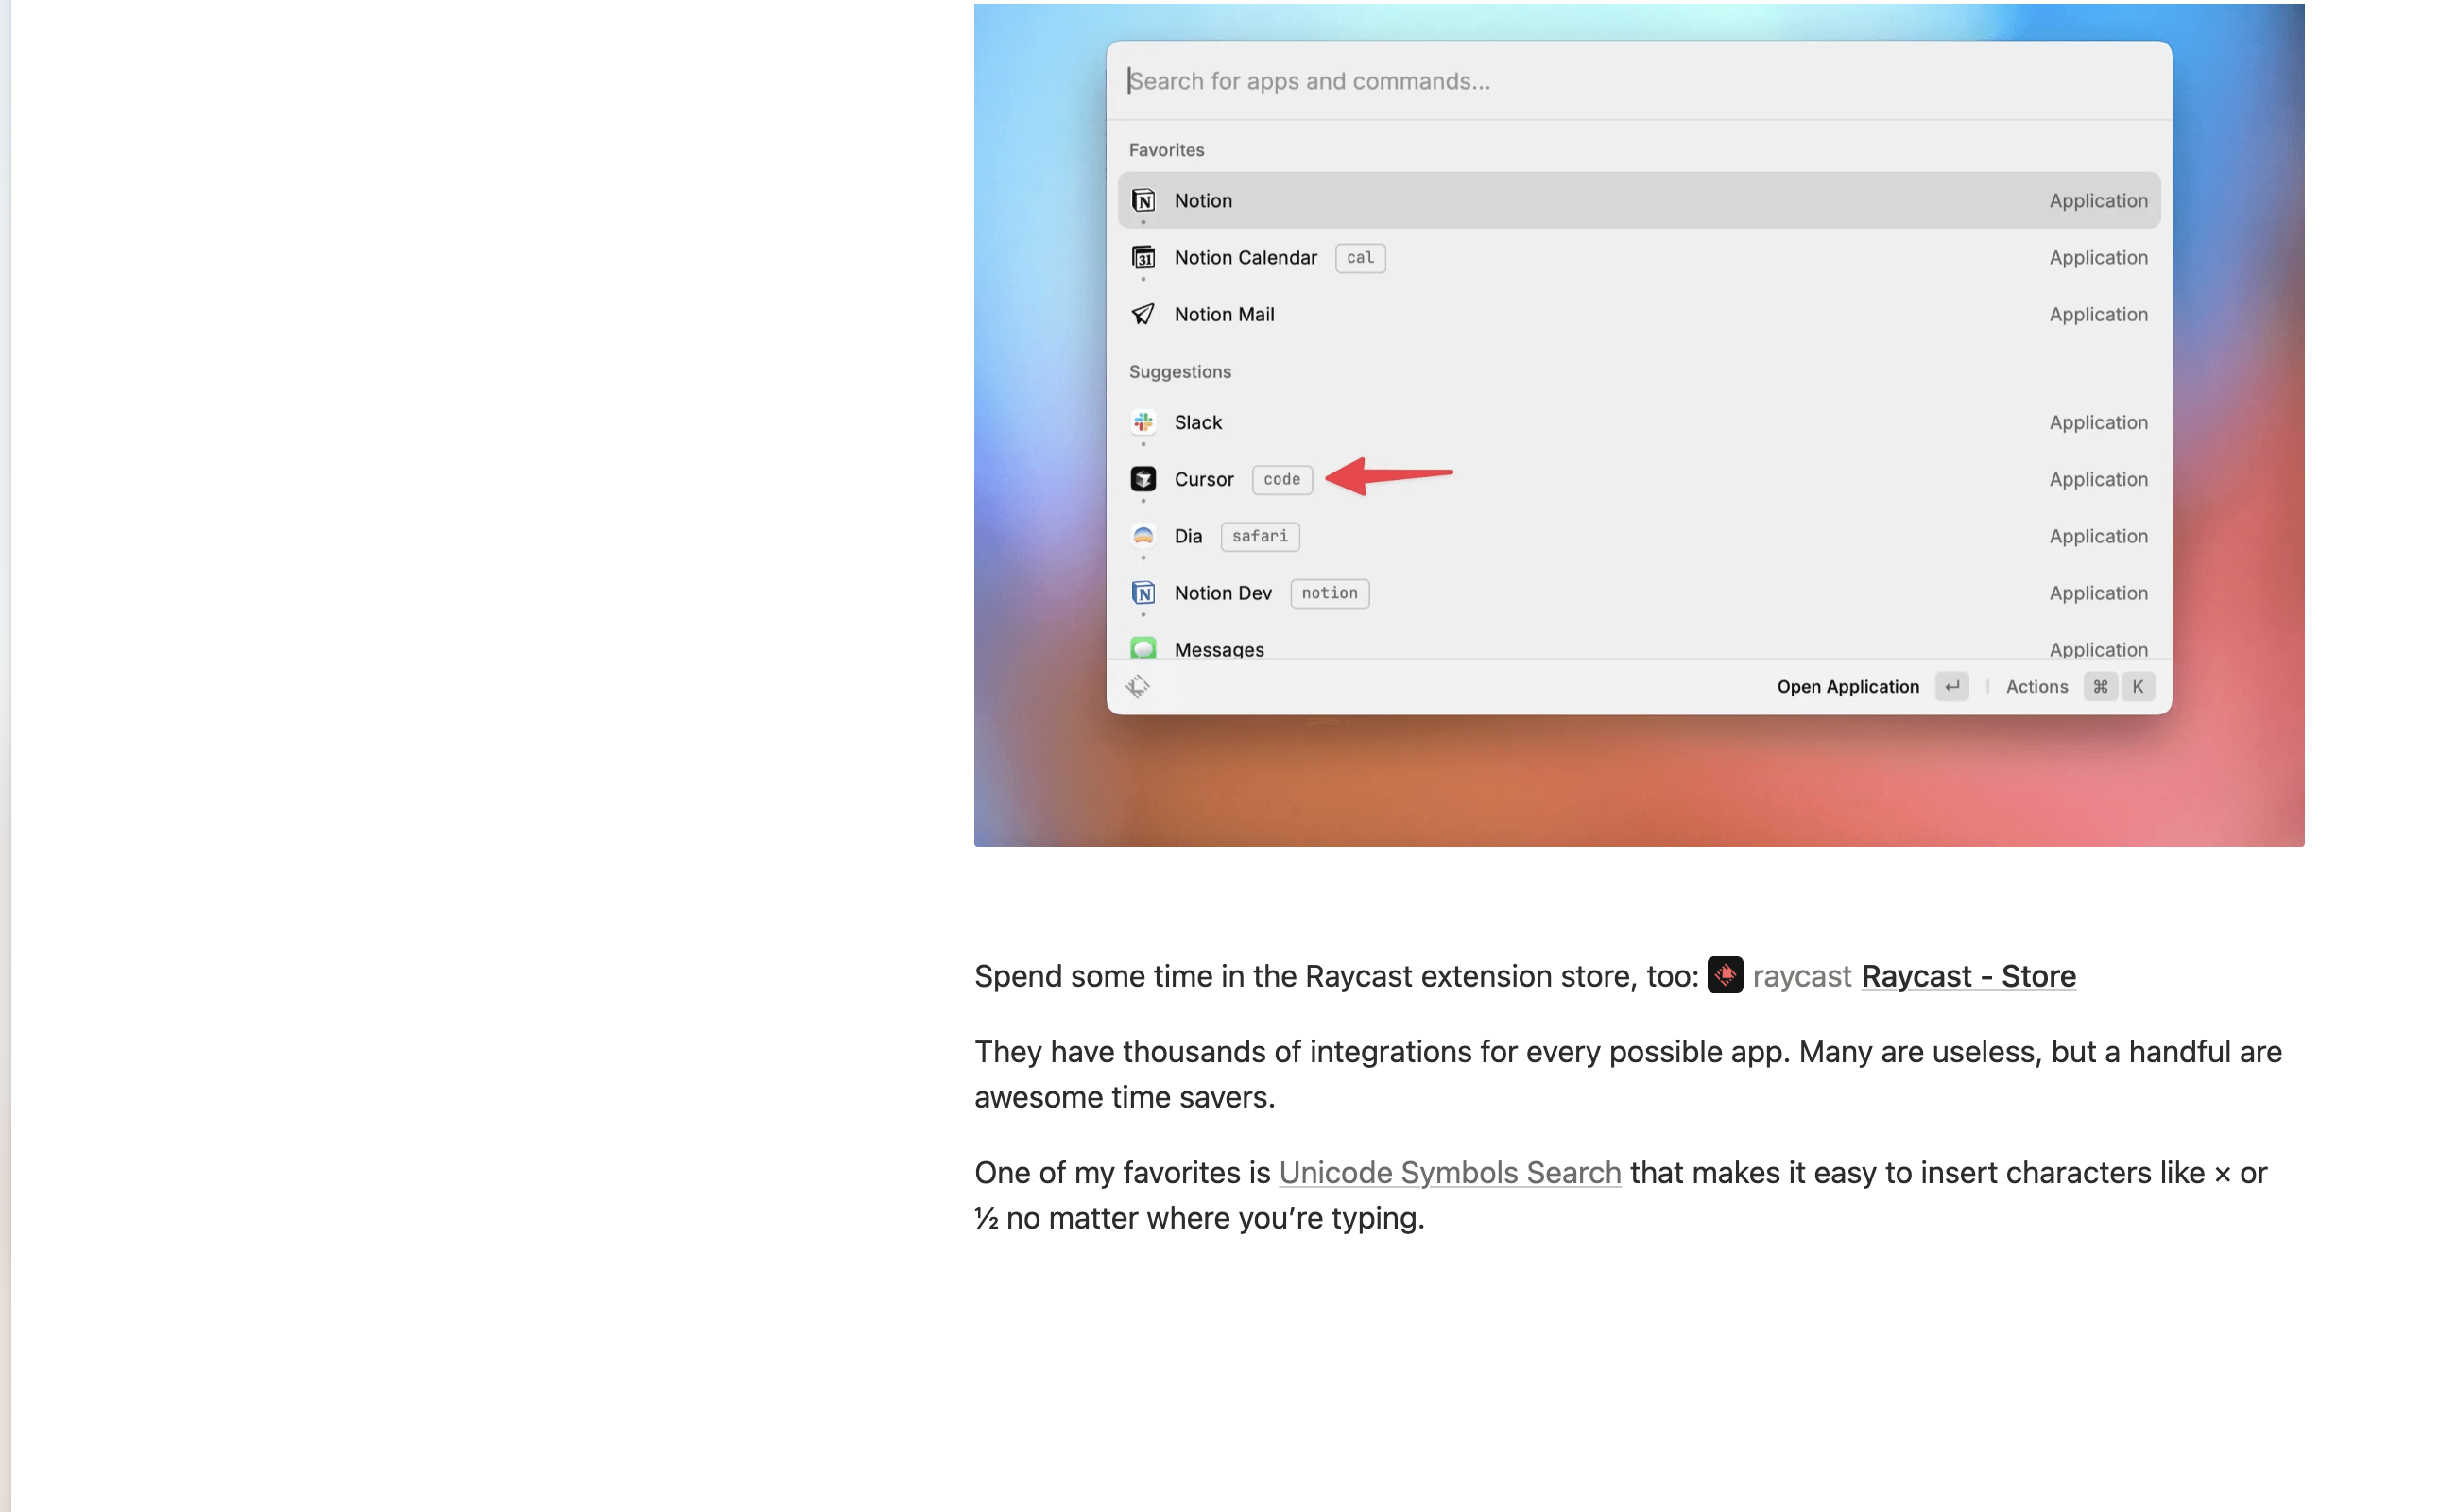 Search for apps and commands...
Favorites
Notion Application
Notion Calendar cal Application
Notion Mail Application
Suggestions
Slack Application
Cursor code Application
Dia safari Application
Notion Dev notion Application
Messages Application
Open Application ↵ Actions ⌘ K
Spend some time in the Raycast extension store, too: raycast Raycast - Store
They have thousands of integrations for every possible app. Many are useless, but a handful are
awesome time savers.
One of my favorites is Unicode Symbols Search that makes it easy to insert characters like × or
½ no matter where you’re typing.